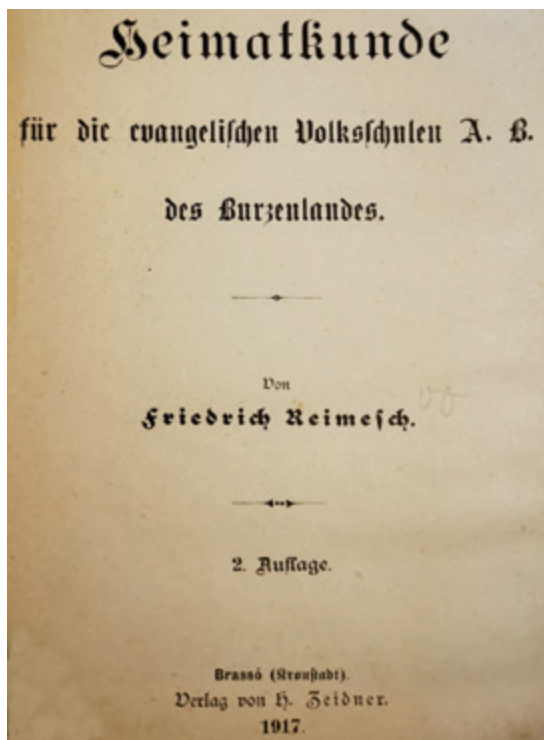 Heimatkunde
für die evangelischen Volksschulen A. B.
des Burzenlandes.
Von
Friedrich Reimesch.
2. Auflage.
Brassó (Kronstadt).
Verlag von H. Zeidner.
1917.